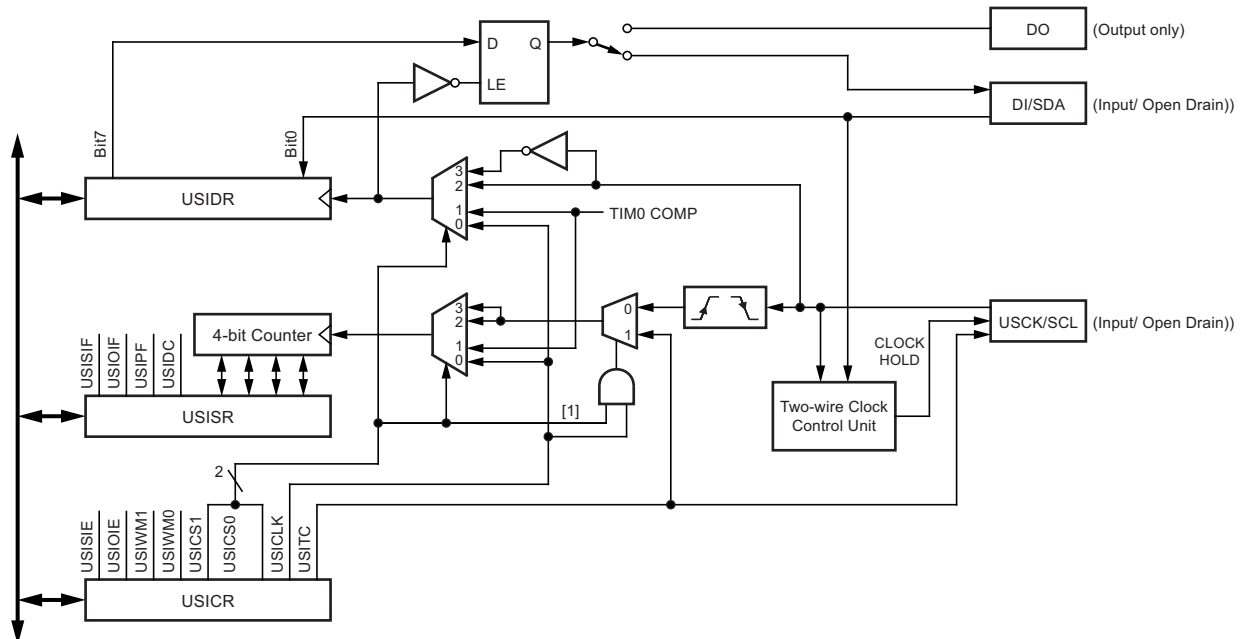 DO (Output only)
D Q
LE
DI/SDA (Input/ Open Drain))
Bit7
Bit0
3
2
1
0
TIM0 COMP
USIDR
3
2
1
0
0
1
4-bit Counter
USCK/SCL (Input/ Open Drain))
CLOCK
HOLD
USISIF
USIOIF
USIPF
USIDC
[1]
Two-wire Clock
Control Unit
USISR
2
USISIE
USIOIE
USIWM1
USIWM0
USICS1
USICS0
USICLK
USITC
USICR